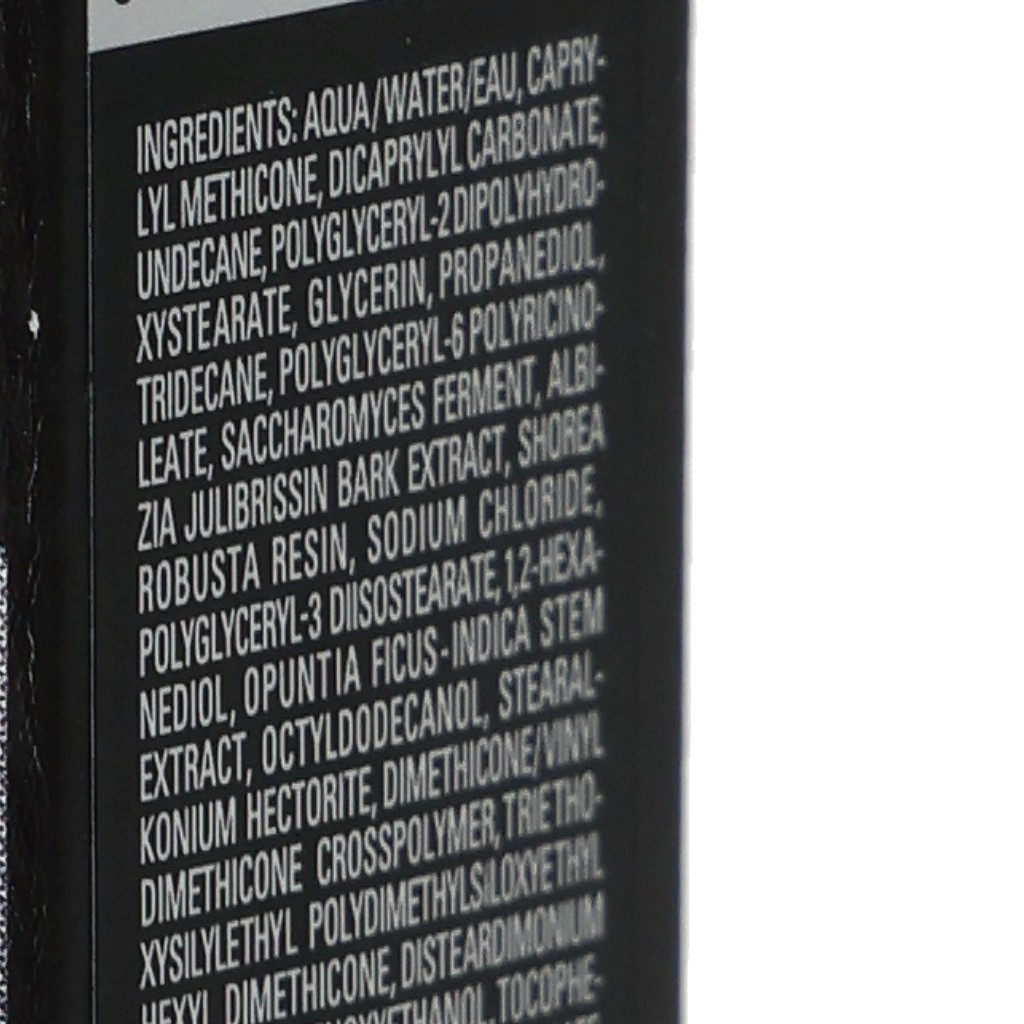 INGREDIENTS: AQUA/WATER/EAU, CAPRY-
LYL METHICONE, DICAPRYLYL CARBONATE,
UNDECANE, POLYGLYCERYL-2 DIPOLYHYDRO-
XYSTEARATE, GLYCERIN, PROPANEDIOL,
TRIDECANE, POLYGLYCERYL-6 POLYRICINO-
LEATE, SACCHAROMYCES FERMENT, ALBI-
ZIA JULIBRISSIN BARK EXTRACT, SHOREA
ROBUSTA RESIN, SODIUM CHLORIDE,
POLYGLYCERYL-3 DIISOSTEARATE, 1,2-HEXA-
NEDIOL, OPUNTIA FICUS-INDICA STEM
EXTRACT, OCTYLDODECANOL, STEARAL-
KONIUM HECTORITE, DIMETHICONE/VINYL
DIMETHICONE CROSSPOLYMER, TRIETHO-
XYSILYLETHYL POLYDIMETHYLSILOXYETHYL
HEXYL DIMETHICONE, DISTEARDIMONIUM
TOCOPHE-